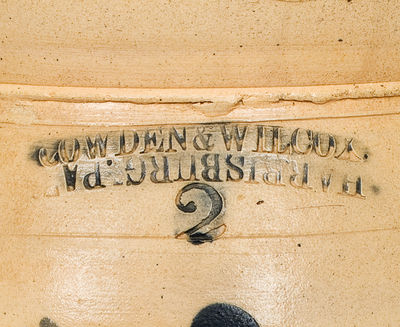 COWDEN & WILCOX.
HARRISBURG. PA
2